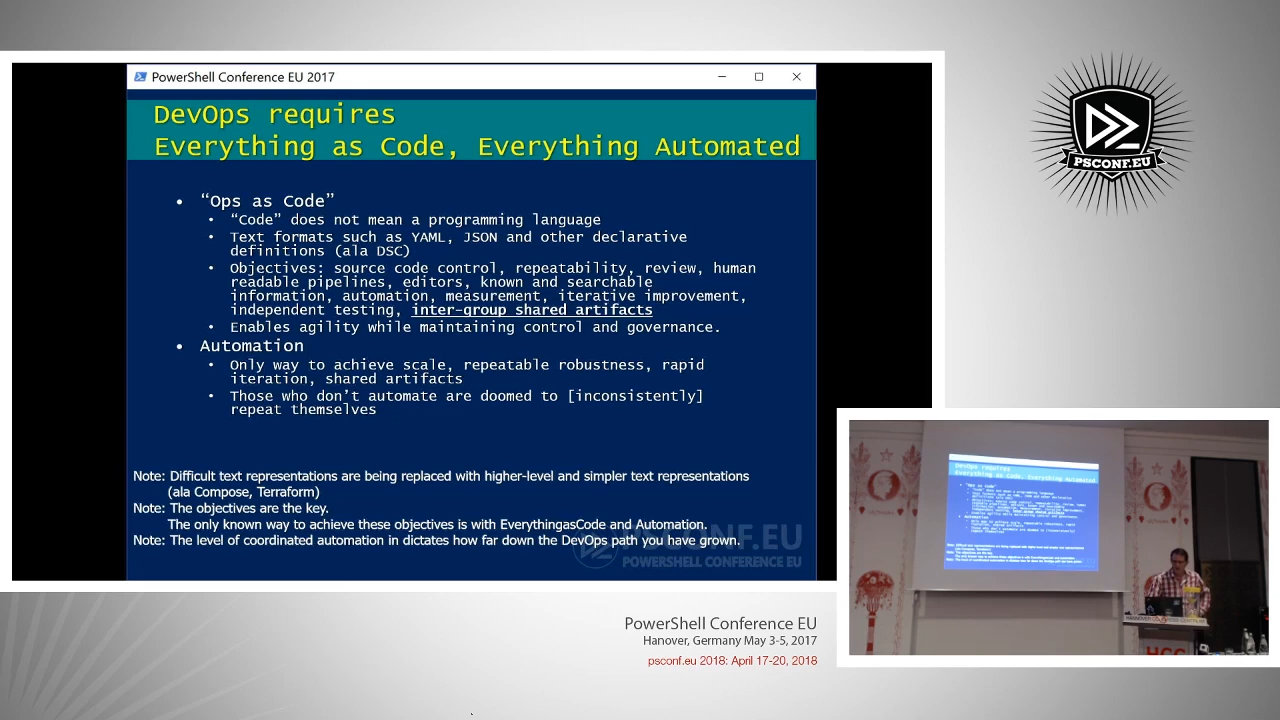 PowerShell Conference EU 2017
DevOps requires
Everything as Code, Everything Automated
• “Ops as Code”
• “Code” does not mean a programming language
• Text formats such as YAML, JSON and other declarative
definitions (ala DSC)
• Objectives: source code control, repeatability, review, human
readable pipelines, editors, known and searchable
information, automation, measurement, iterative improvement,
independent testing, inter-group shared artifacts
• Enables agility while maintaining control and governance.
• Automation
• Only way to achieve scale, repeatable robustness, rapid
iteration, shared artifacts
• Those who don’t automate are doomed to [inconsistently]
repeat themselves
Note: Difficult text representations are being replaced with higher-level and simpler text representations
(ala Compose, Terraform)
Note: The objectives are the key.
The only known way to achieve these objectives is with EverythingasCode and Automation.
Note: The level of coordinated automation in dictates how far down the DevOps path you have grown.
PSCONF.EU
POWERSHELL CONFERENCE EU
PSCONF.EU
DevOps requires
Everything as Code, Everything Automated
HCC
PowerShell Conference EU
Hanover, Germany May 3-5, 2017
psconf.eu 2018: April 17-20, 2018